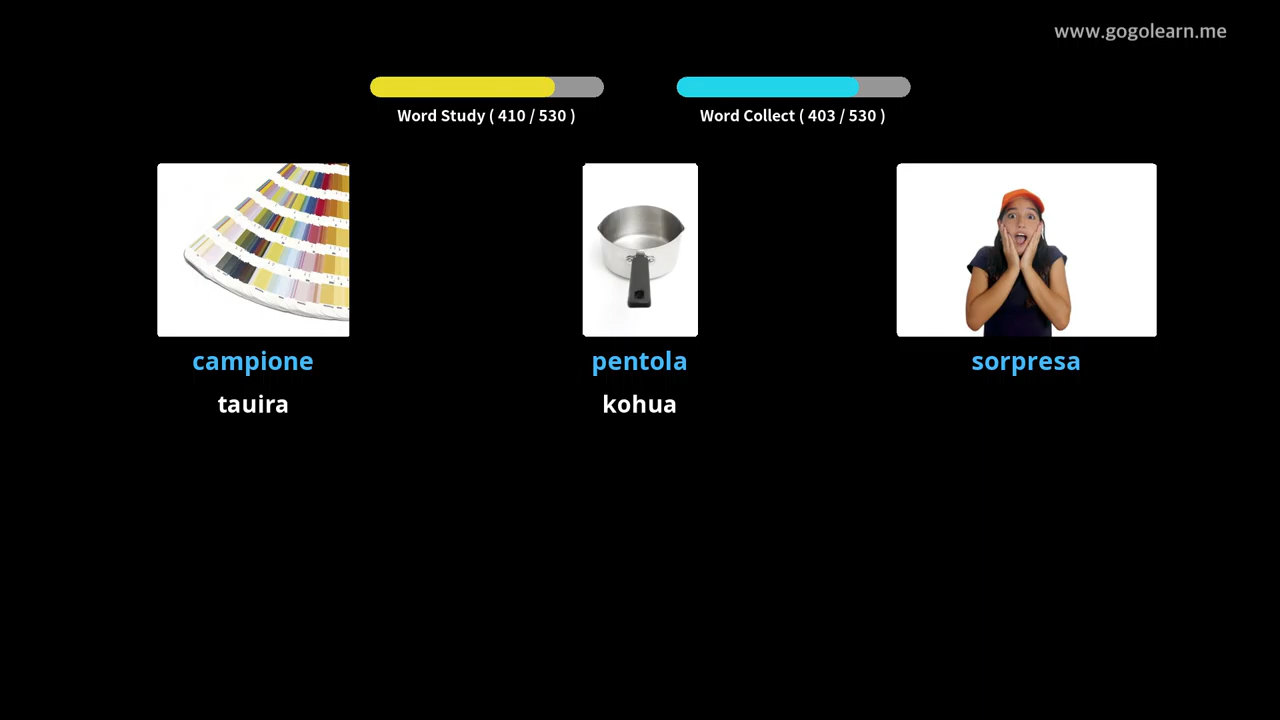 www.gogolearn.me
Word Study ( 410 / 530 )
Word Collect ( 403 / 530 )
campione
pentola
sorpresa
tauira
kohua